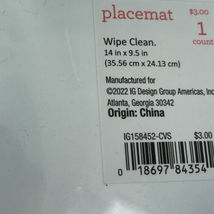 placemat $3.00
1
count
Wipe Clean.
14 in x 9.5 in
(35.56 cm x 24.13 cm)
Manufactured for
©2022 IG Design Group Americas, Inc
Atlanta, Georgia 30342
Origin: China
IG158452-CVS $3.00
0 18697 84354